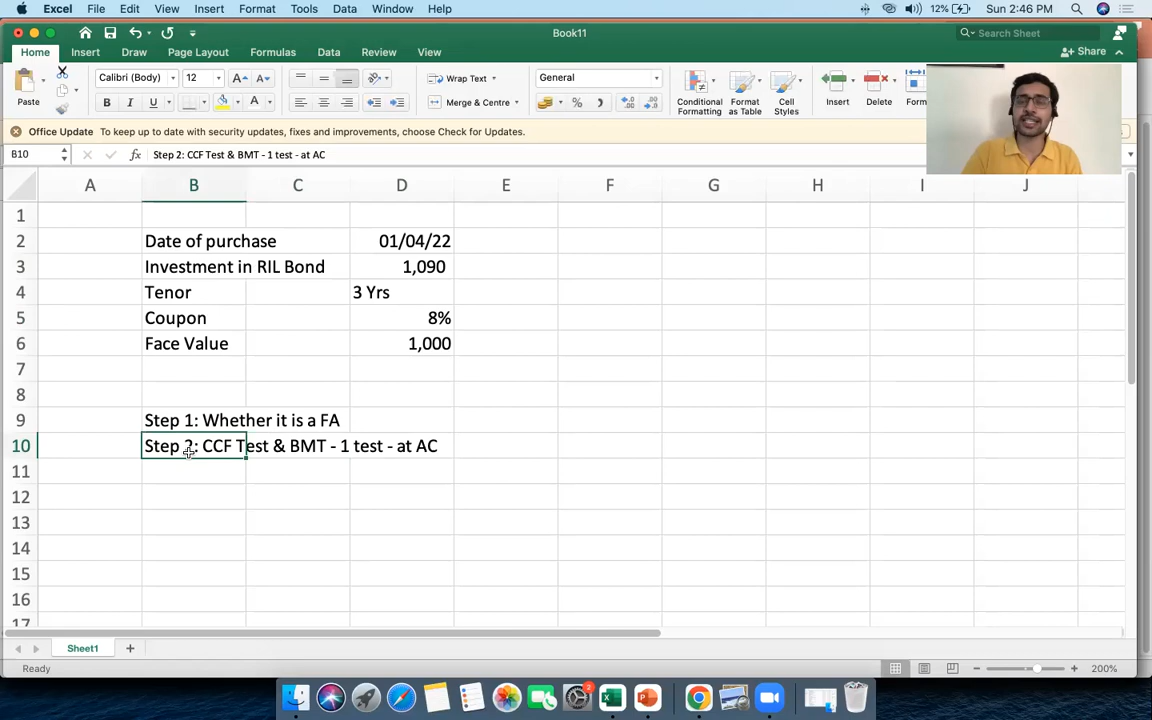 Excel File Edit View Insert Format Tools Data Window Help 12% Sun 2:46 PM
Book11 Search Sheet
Home Insert Draw Page Layout Formulas Data Review View Share
Paste Calibri (Body) 12 A A Wrap Text General
B I U A Merge & Centre % Conditional Formatting Format as Table Cell Styles Insert Delete Form
Office Update To keep up to date with security updates, fixes and improvements, choose Check for Updates.
B10 fx Step 2: CCF Test & BMT - 1 test - at AC
A B C D E F G H I J
1
2 Date of purchase 01/04/22
3 Investment in RIL Bond 1,090
4 Tenor 3 Yrs
5 Coupon 8%
6 Face Value 1,000
7
8
9 Step 1: Whether it is a FA
10 Step 2: CCF Test & BMT - 1 test - at AC
11
12
13
14
15
16
17
Sheet1
Ready 200%